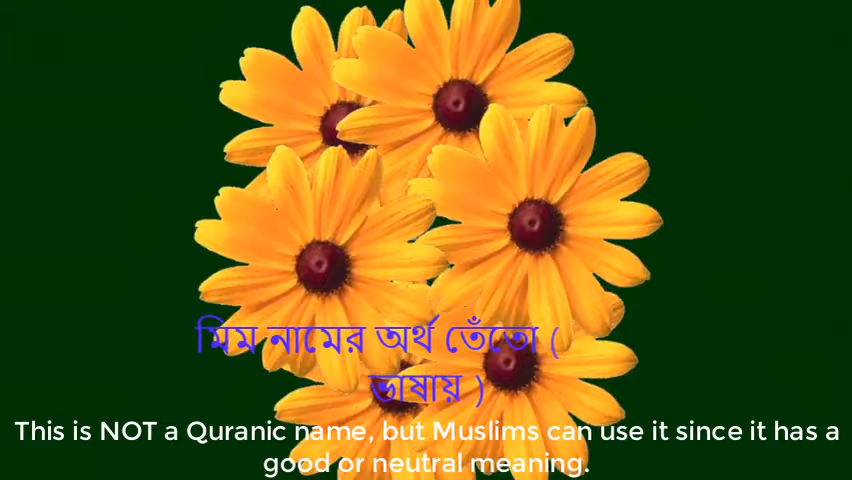 মিম নামের অর্থ তেঁতো (
ভাষায় )
This is NOT a Quranic name, but Muslims can use it since it has a
good or neutral meaning.